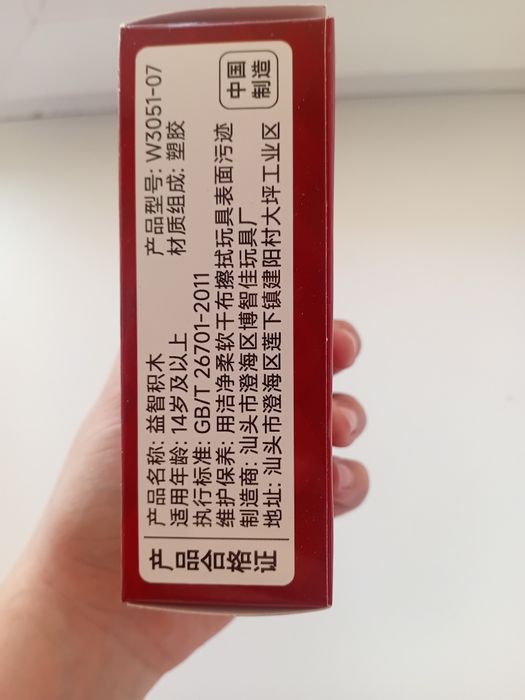 产品合格证
产品名称: 益智积木 产品型号: W3051-07
适用年龄: 14岁及以上 材质组成: 塑胶
执行标准: GB/T 26701-2011
维护保养: 用洁净柔软干布擦拭玩具表面污迹
制造商: 汕头市澄海区博智佳玩具厂
地址: 汕头市澄海区莲下镇建阳村大坪工业区
中国
制造